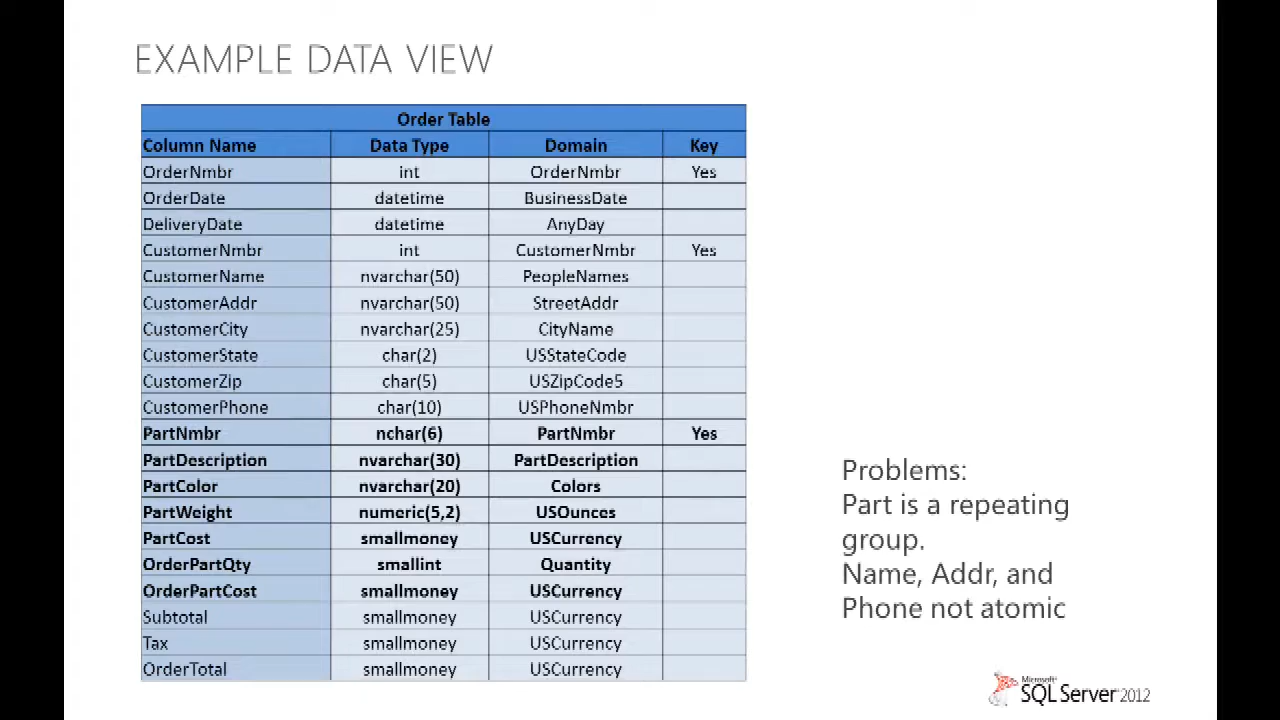 EXAMPLE DATA VIEW
Order Table
Column Name Data Type Domain Key
OrderNmbr int OrderNmbr Yes
OrderDate datetime BusinessDate
DeliveryDate datetime AnyDay
CustomerNmbr int CustomerNmbr Yes
CustomerName nvarchar(50) PeopleNames
CustomerAddr nvarchar(50) StreetAddr
CustomerCity nvarchar(25) CityName
CustomerState char(2) USStateCode
CustomerZip char(5) USZipCode5
CustomerPhone char(10) USPhoneNmbr
PartNmbr nchar(6) PartNmbr Yes
PartDescription nvarchar(30) PartDescription
PartColor nvarchar(20) Colors
PartWeight numeric(5,2) USOunces
PartCost smallmoney USCurrency
OrderPartQty smallint Quantity
OrderPartCost smallmoney USCurrency
Subtotal smallmoney USCurrency
Tax smallmoney USCurrency
OrderTotal smallmoney USCurrency
Problems:
Part is a repeating
group.
Name, Addr, and
Phone not atomic
Microsoft®
SQL Server 2012